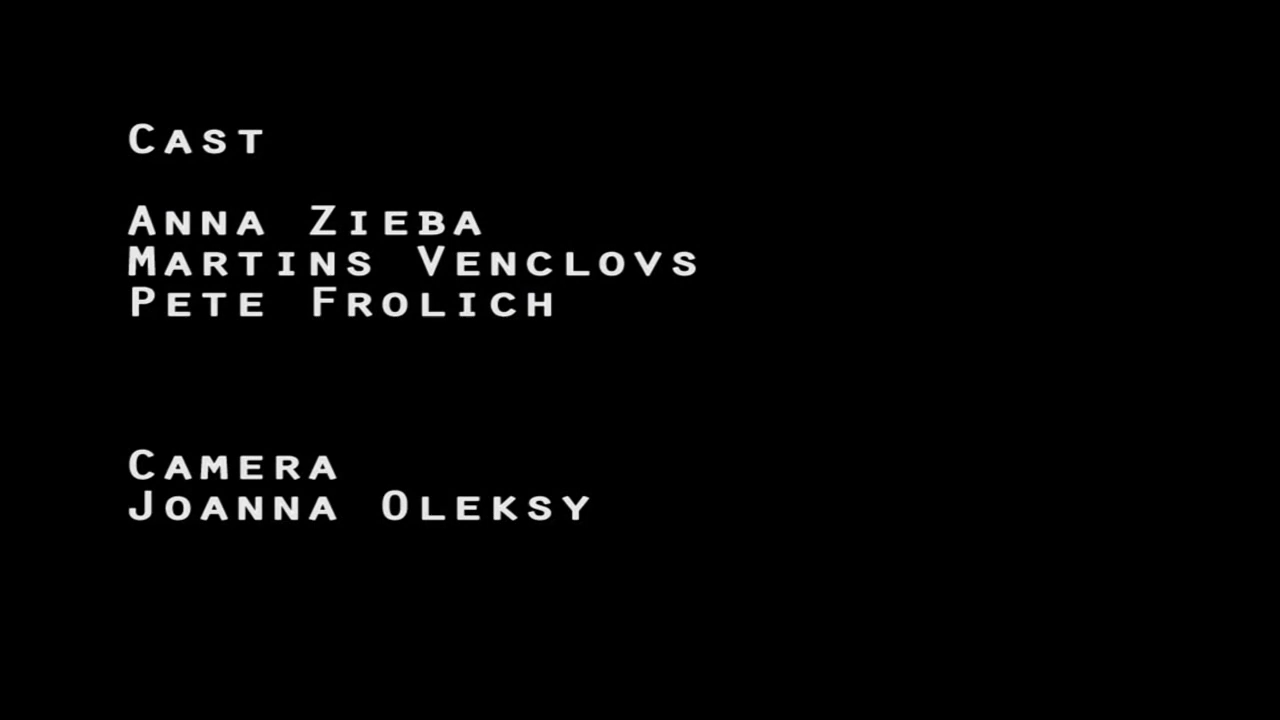 Cast
Anna Zieba
Martins Venclovs
Pete Frolich
Camera
Joanna Oleksy